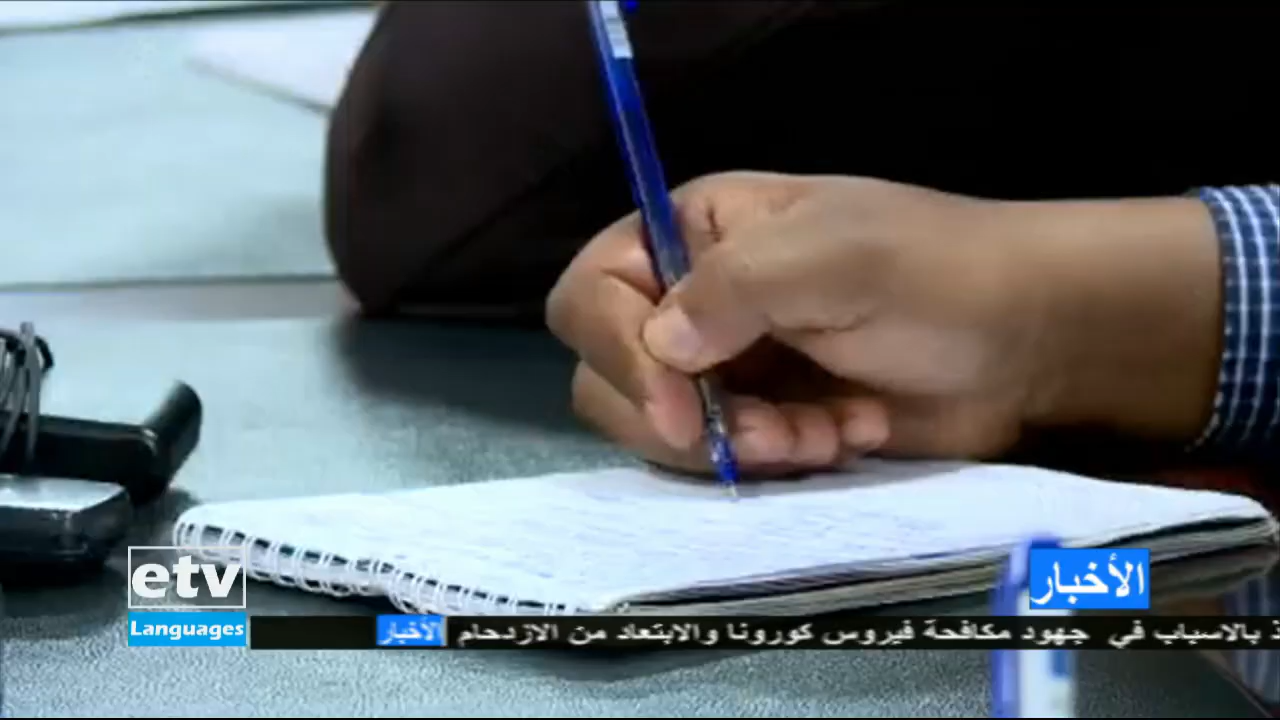 الأخبار
etv
Languages
بالاسباب في جهود مكافحة فيروس كورونا والابتعاد من الازدحام الأخبار